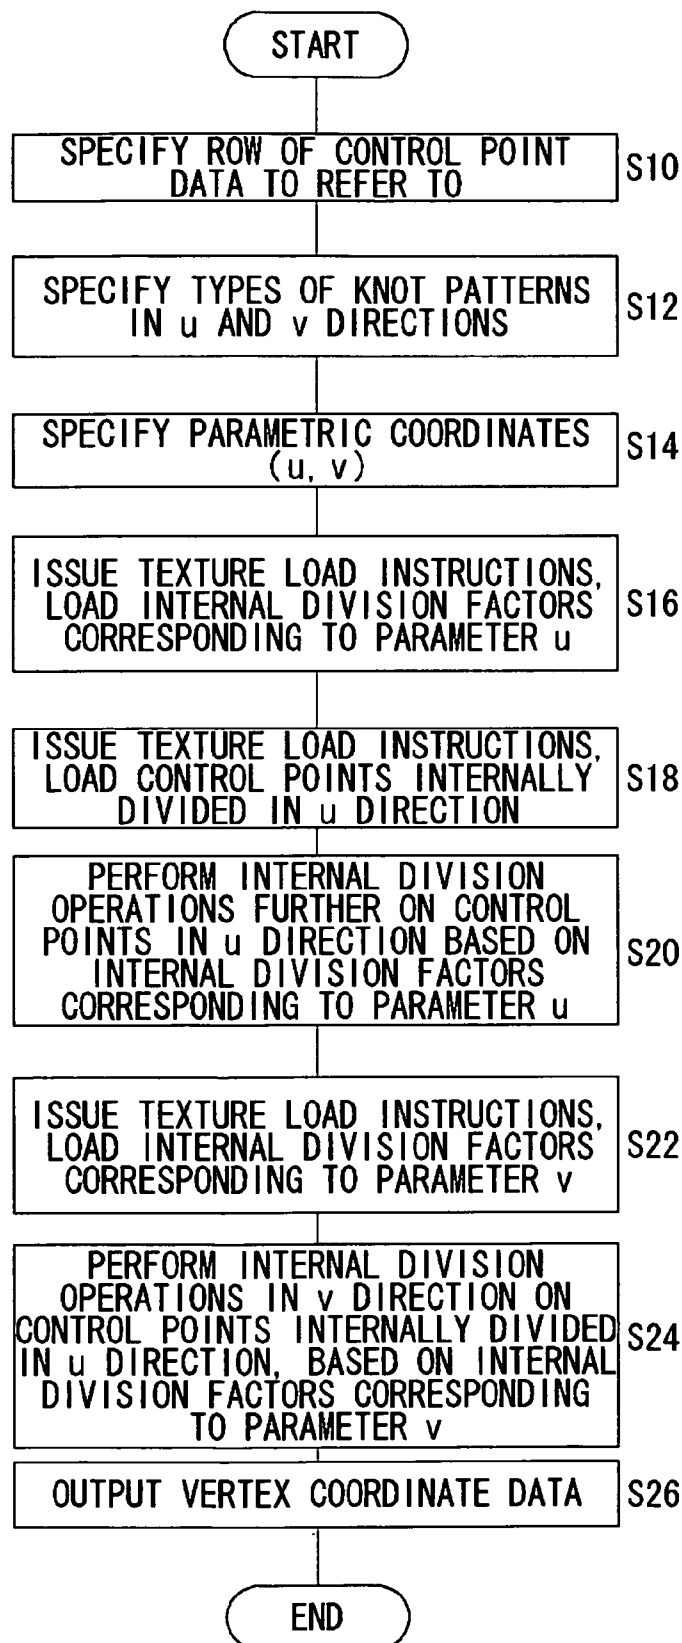 START
SPECIFY ROW OF CONTROL POINT
DATA TO REFER TO
S10
SPECIFY TYPES OF KNOT PATTERNS
IN u AND v DIRECTIONS
S12
SPECIFY PARAMETRIC COORDINATES
(u, v)
S14
ISSUE TEXTURE LOAD INSTRUCTIONS,
LOAD INTERNAL DIVISION FACTORS
CORRESPONDING TO PARAMETER u
S16
ISSUE TEXTURE LOAD INSTRUCTIONS,
LOAD CONTROL POINTS INTERNALLY
DIVIDED IN u DIRECTION
S18
PERFORM INTERNAL DIVISION
OPERATIONS FURTHER ON CONTROL
POINTS IN u DIRECTION BASED ON
INTERNAL DIVISION FACTORS
CORRESPONDING TO PARAMETER u
S20
ISSUE TEXTURE LOAD INSTRUCTIONS,
LOAD INTERNAL DIVISION FACTORS
CORRESPONDING TO PARAMETER v
S22
PERFORM INTERNAL DIVISION
OPERATIONS IN v DIRECTION ON
CONTROL POINTS INTERNALLY DIVIDED
IN u DIRECTION, BASED ON INTERNAL
DIVISION FACTORS CORRESPONDING
TO PARAMETER v
S24
OUTPUT VERTEX COORDINATE DATA
S26
END